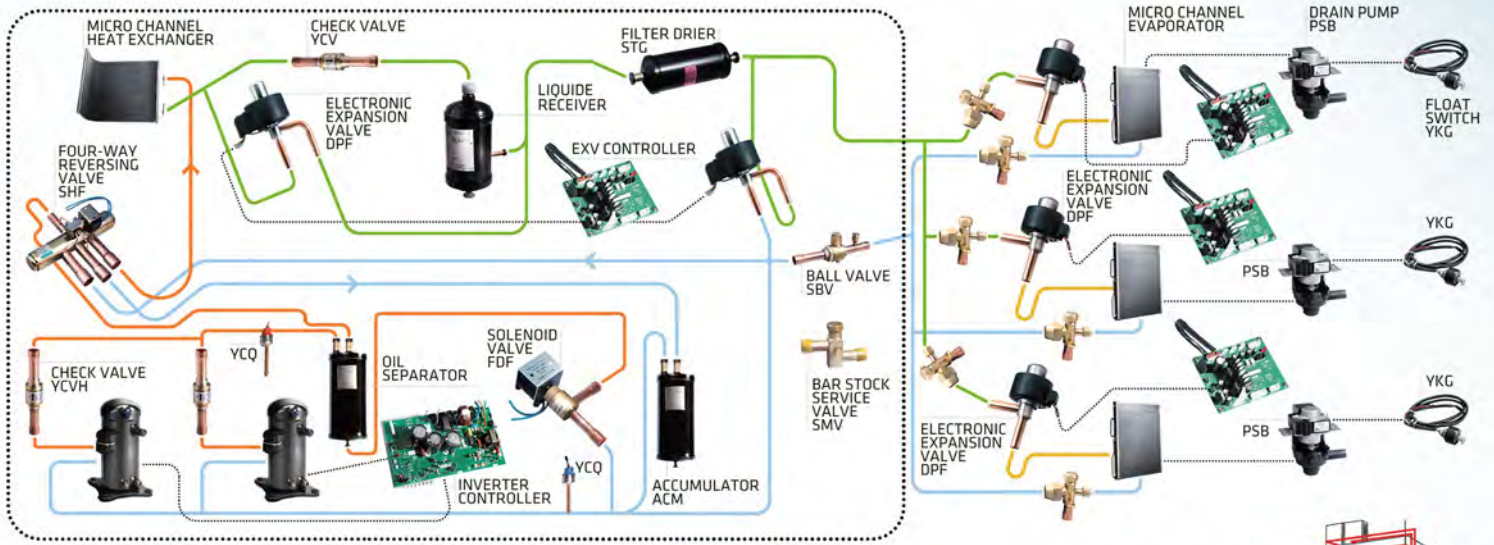 MICRO CHANNEL
HEAT EXCHANGER
CHECK VALVE
YCV
FILTER DRIER
STG
MICRO CHANNEL
EVAPORATOR
DRAIN PUMP
PSB
ELECTRONIC
EXPANSION
VALVE
DPF
LIQUIDE
RECEIVER
FLOAT
SWITCH
YKG
FOUR-WAY
REVERSING
VALVE
SHF
EXV CONTROLLER
ELECTRONIC
EXPANSION
VALVE
DPF
YKG
PSB
BALL VALVE
SBV
YCQ
SOLENOID
VALVE
FDF
CHECK VALVE
YCVH
OIL
SEPARATOR
BAR STOCK
SERVICE
VALVE
SMV
YKG
ELECTRONIC
EXPANSION
VALVE
DPF
PSB
YCQ
INVERTER
CONTROLLER
ACCUMULATOR
ACM